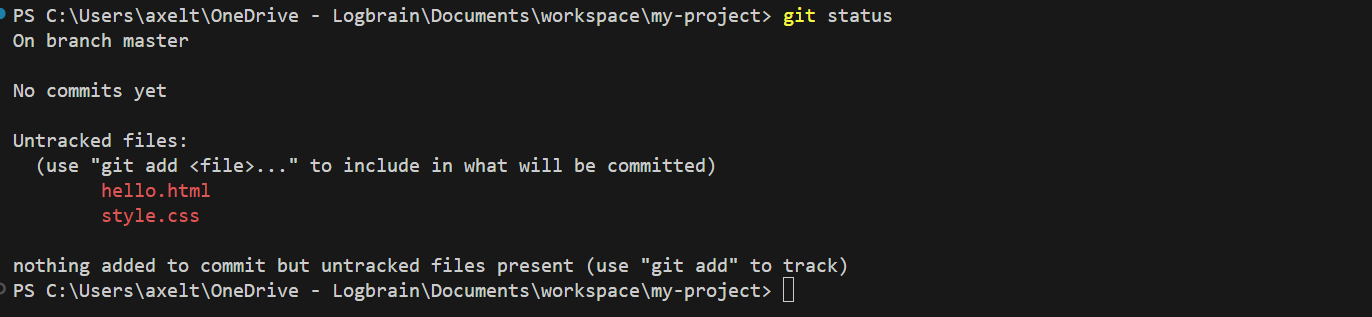 PS C:\Users\axelt\OneDrive - Logbrain\Documents\workspace\my-project> git status
On branch master
No commits yet
Untracked files:
(use "git add <file>..." to include in what will be committed)
hello.html
style.css
nothing added to commit but untracked files present (use "git add" to track)
PS C:\Users\axelt\OneDrive - Logbrain\Documents\workspace\my-project>